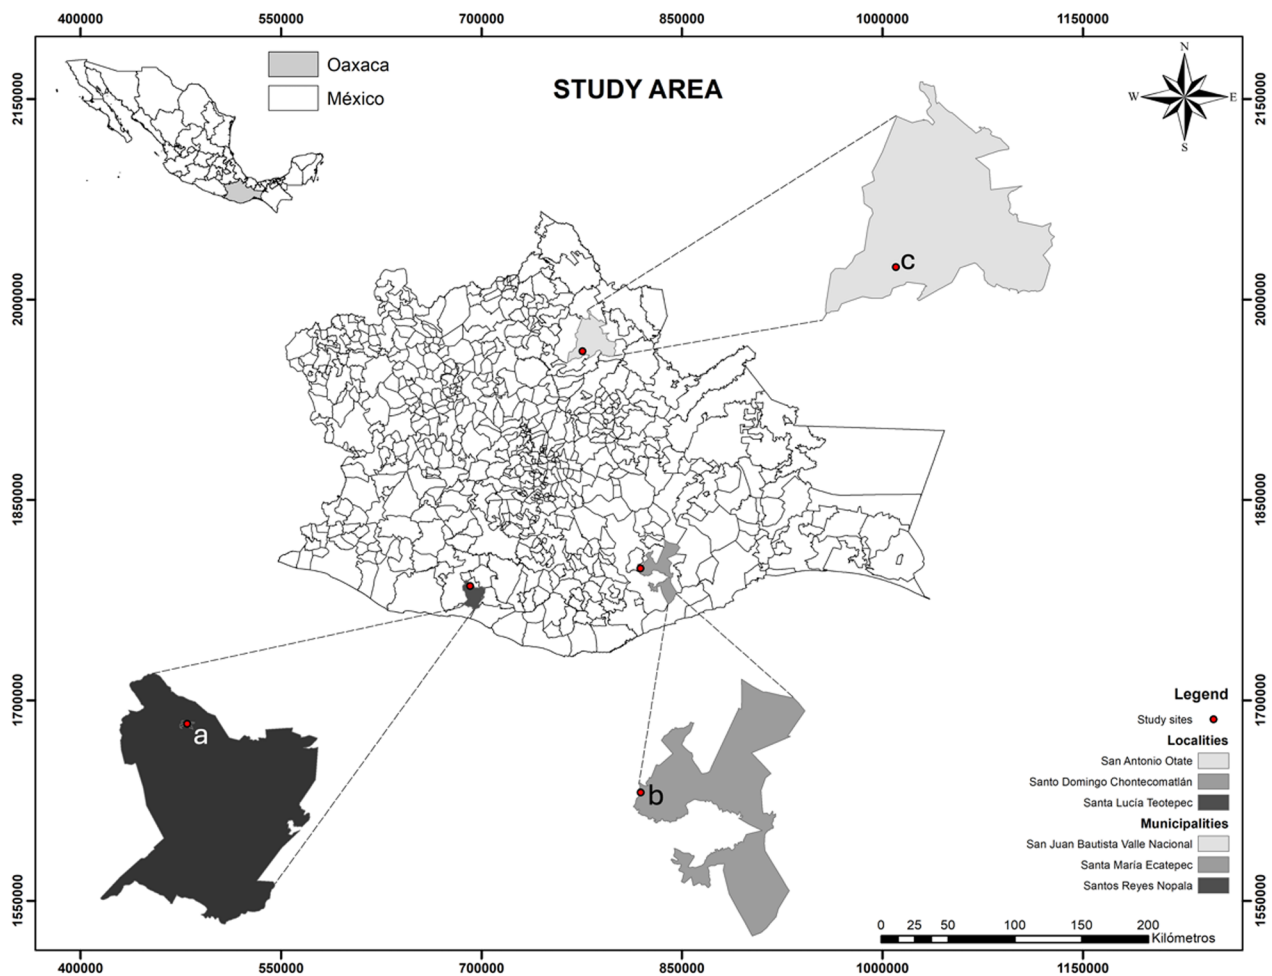 400000 550000 700000 850000 1000000 1150000
Oaxaca
México
STUDY AREA
N
W E
S
2150000 2150000
2000000 2000000
1850000 1850000
1700000 1700000
1550000 1550000
c
a
b
Legend
Study sites
Localities
San Antonio Otate
Santo Domingo Chontecomatlán
Santa Lucía Teotepec
Municipalities
San Juan Bautista Valle Nacional
Santa María Ecatepec
Santos Reyes Nopala
0 25 50 100 150 200
Kilómetros
400000 550000 700000 850000 1000000 1150000